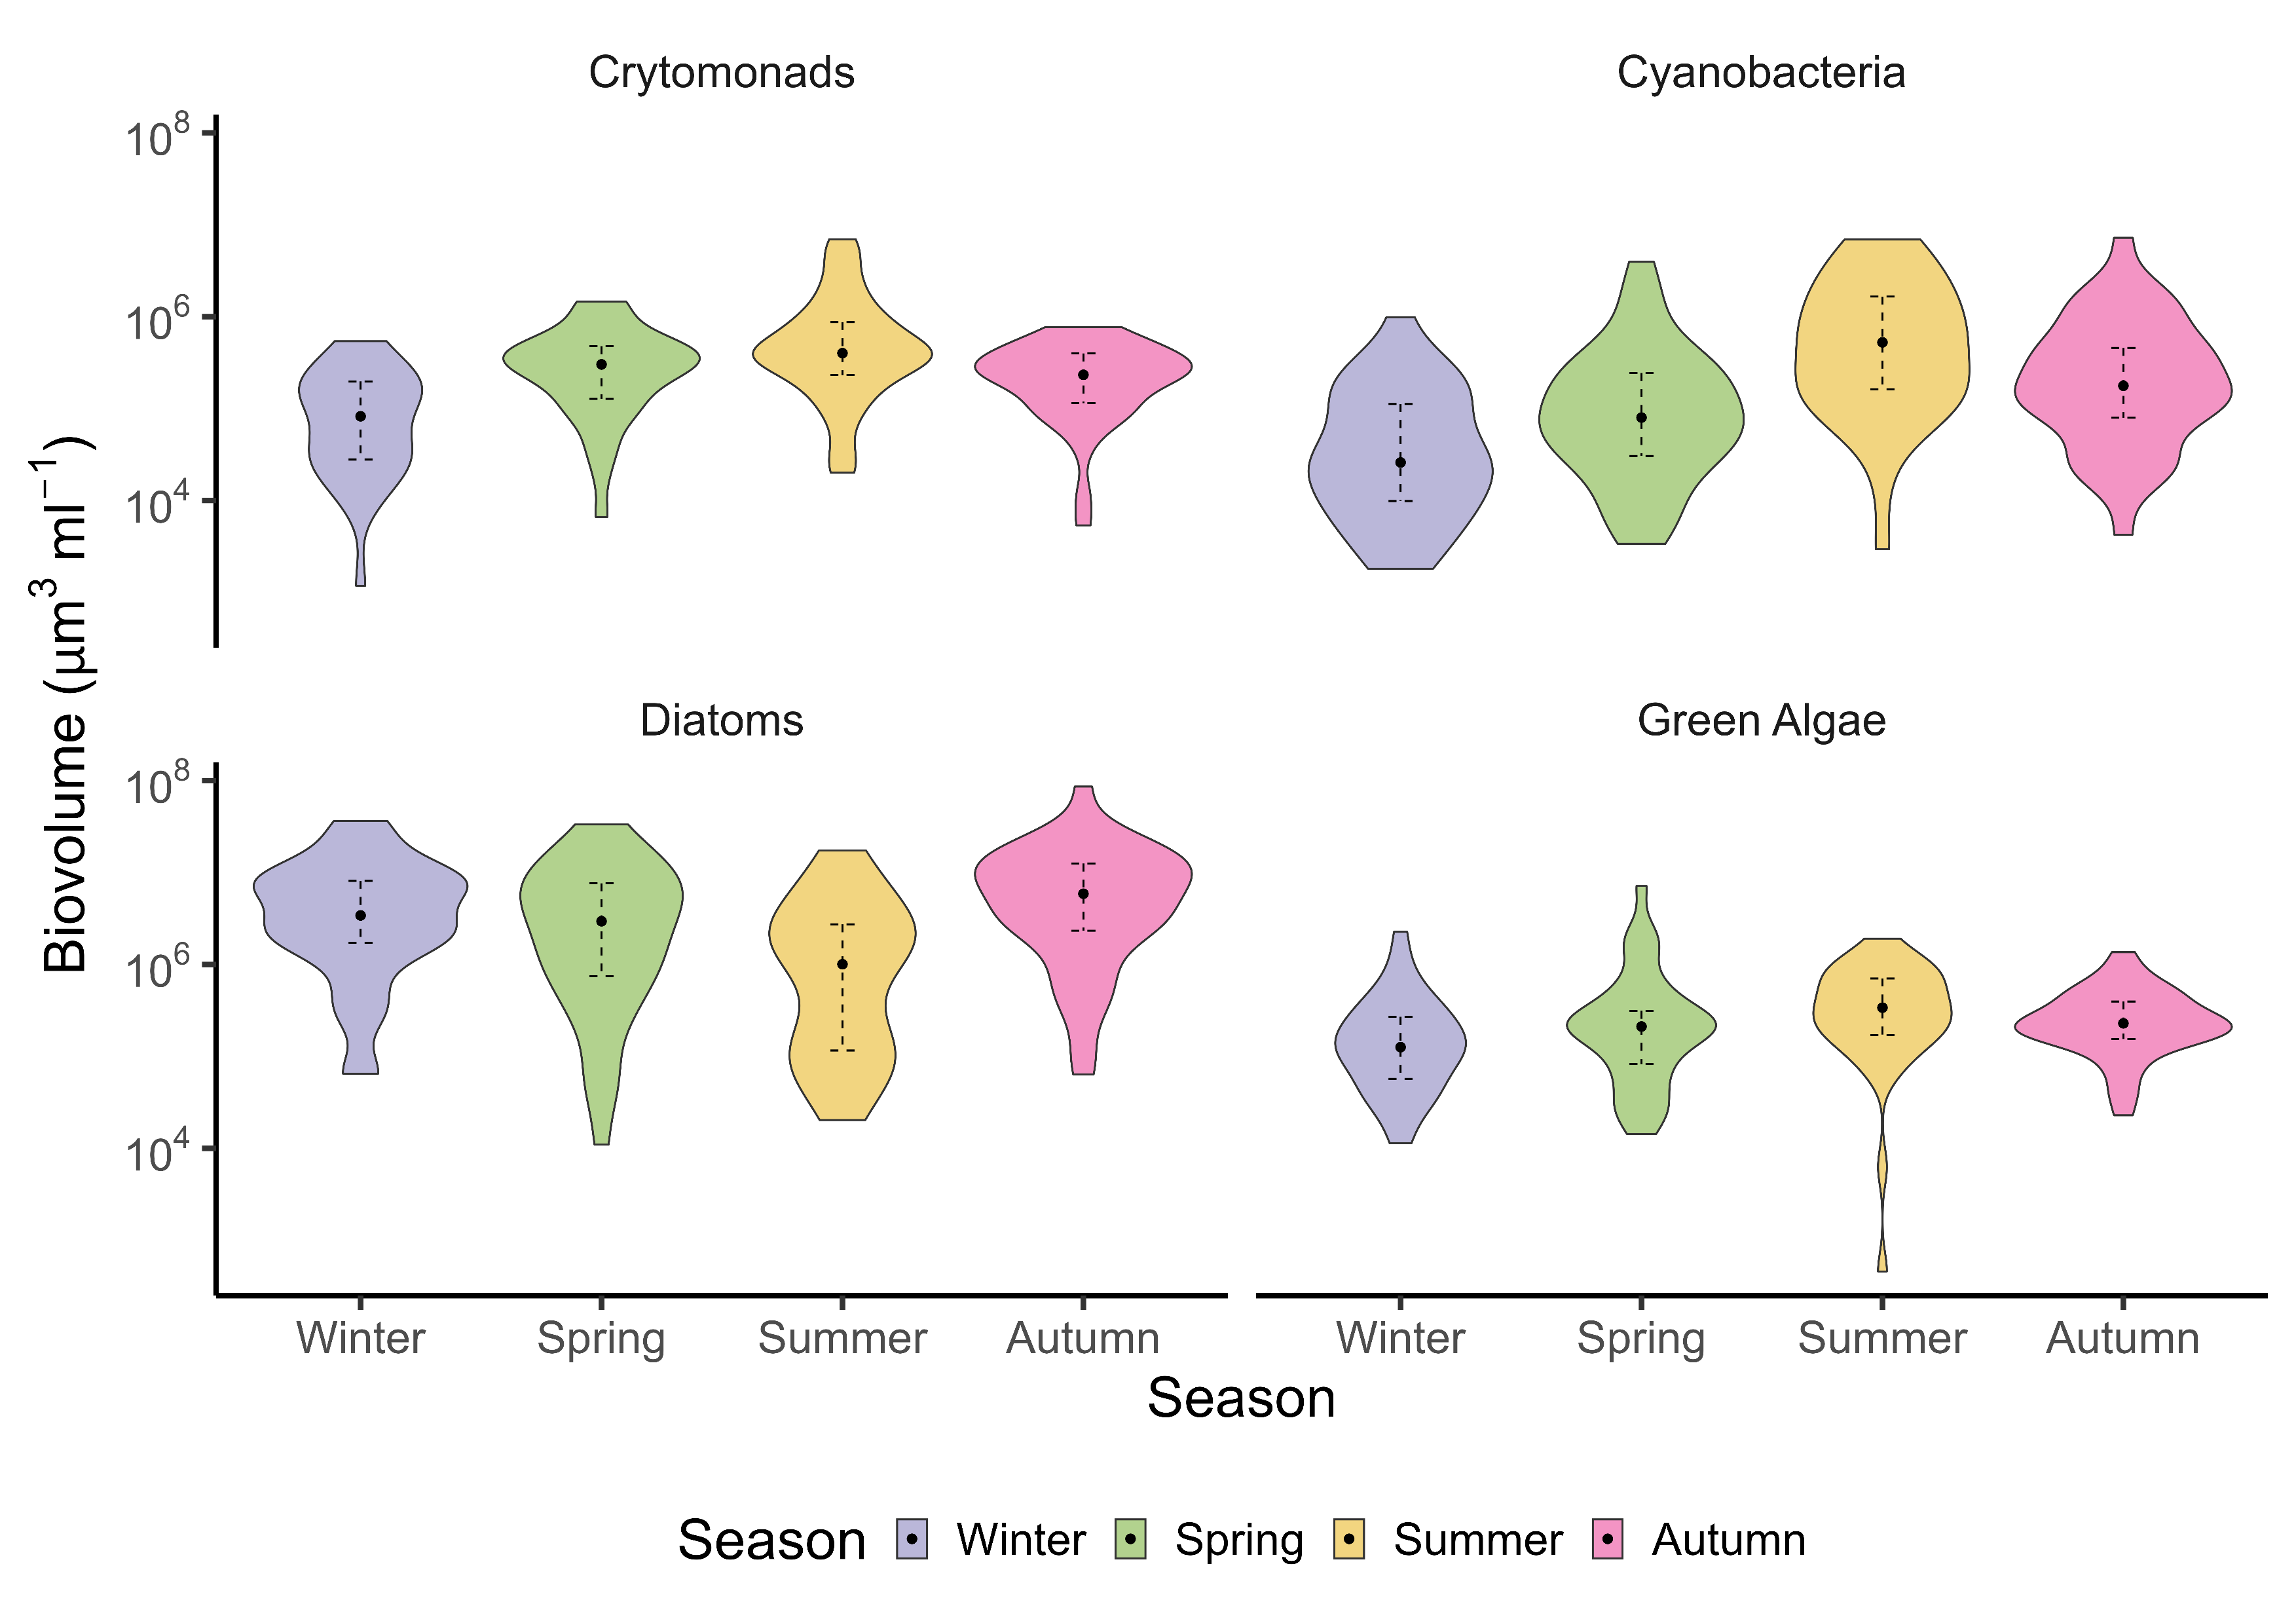 Crytomonads
Cyanobacteria
10⁸
10⁶
10⁴
Biovolume (µm³ ml⁻¹)
Diatoms
Green Algae
10⁸
10⁶
10⁴
Winter Spring Summer Autumn Winter Spring Summer Autumn
Season
Season Winter Spring Summer Autumn